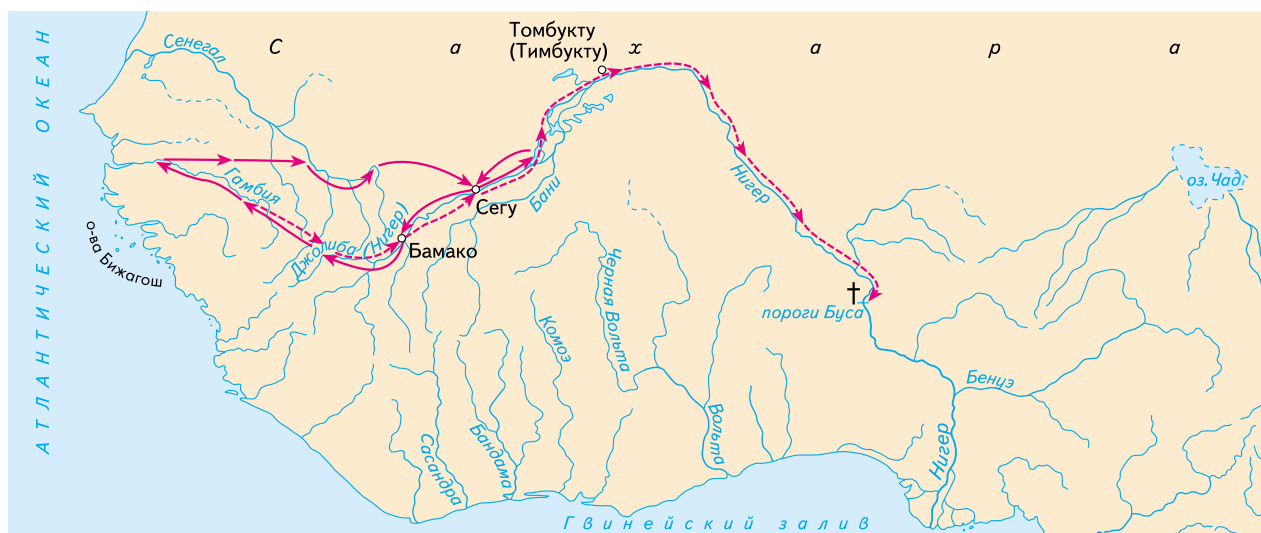 Томбукту
(Тимбукту)
Сенегал
С а х а р а
АТЛАНТИЧЕСКИЙ ОКЕАН
Гамбия
Сегу
Бани
Нигер
оз. Чад
о-ва Бижагош
Джолиба (Нигер)
Бамако
Черная Вольта
пороги Буса
Комоэ
Бенуэ
Вольта
Сасандра
Бандама
Нигер
Гвинейский залив